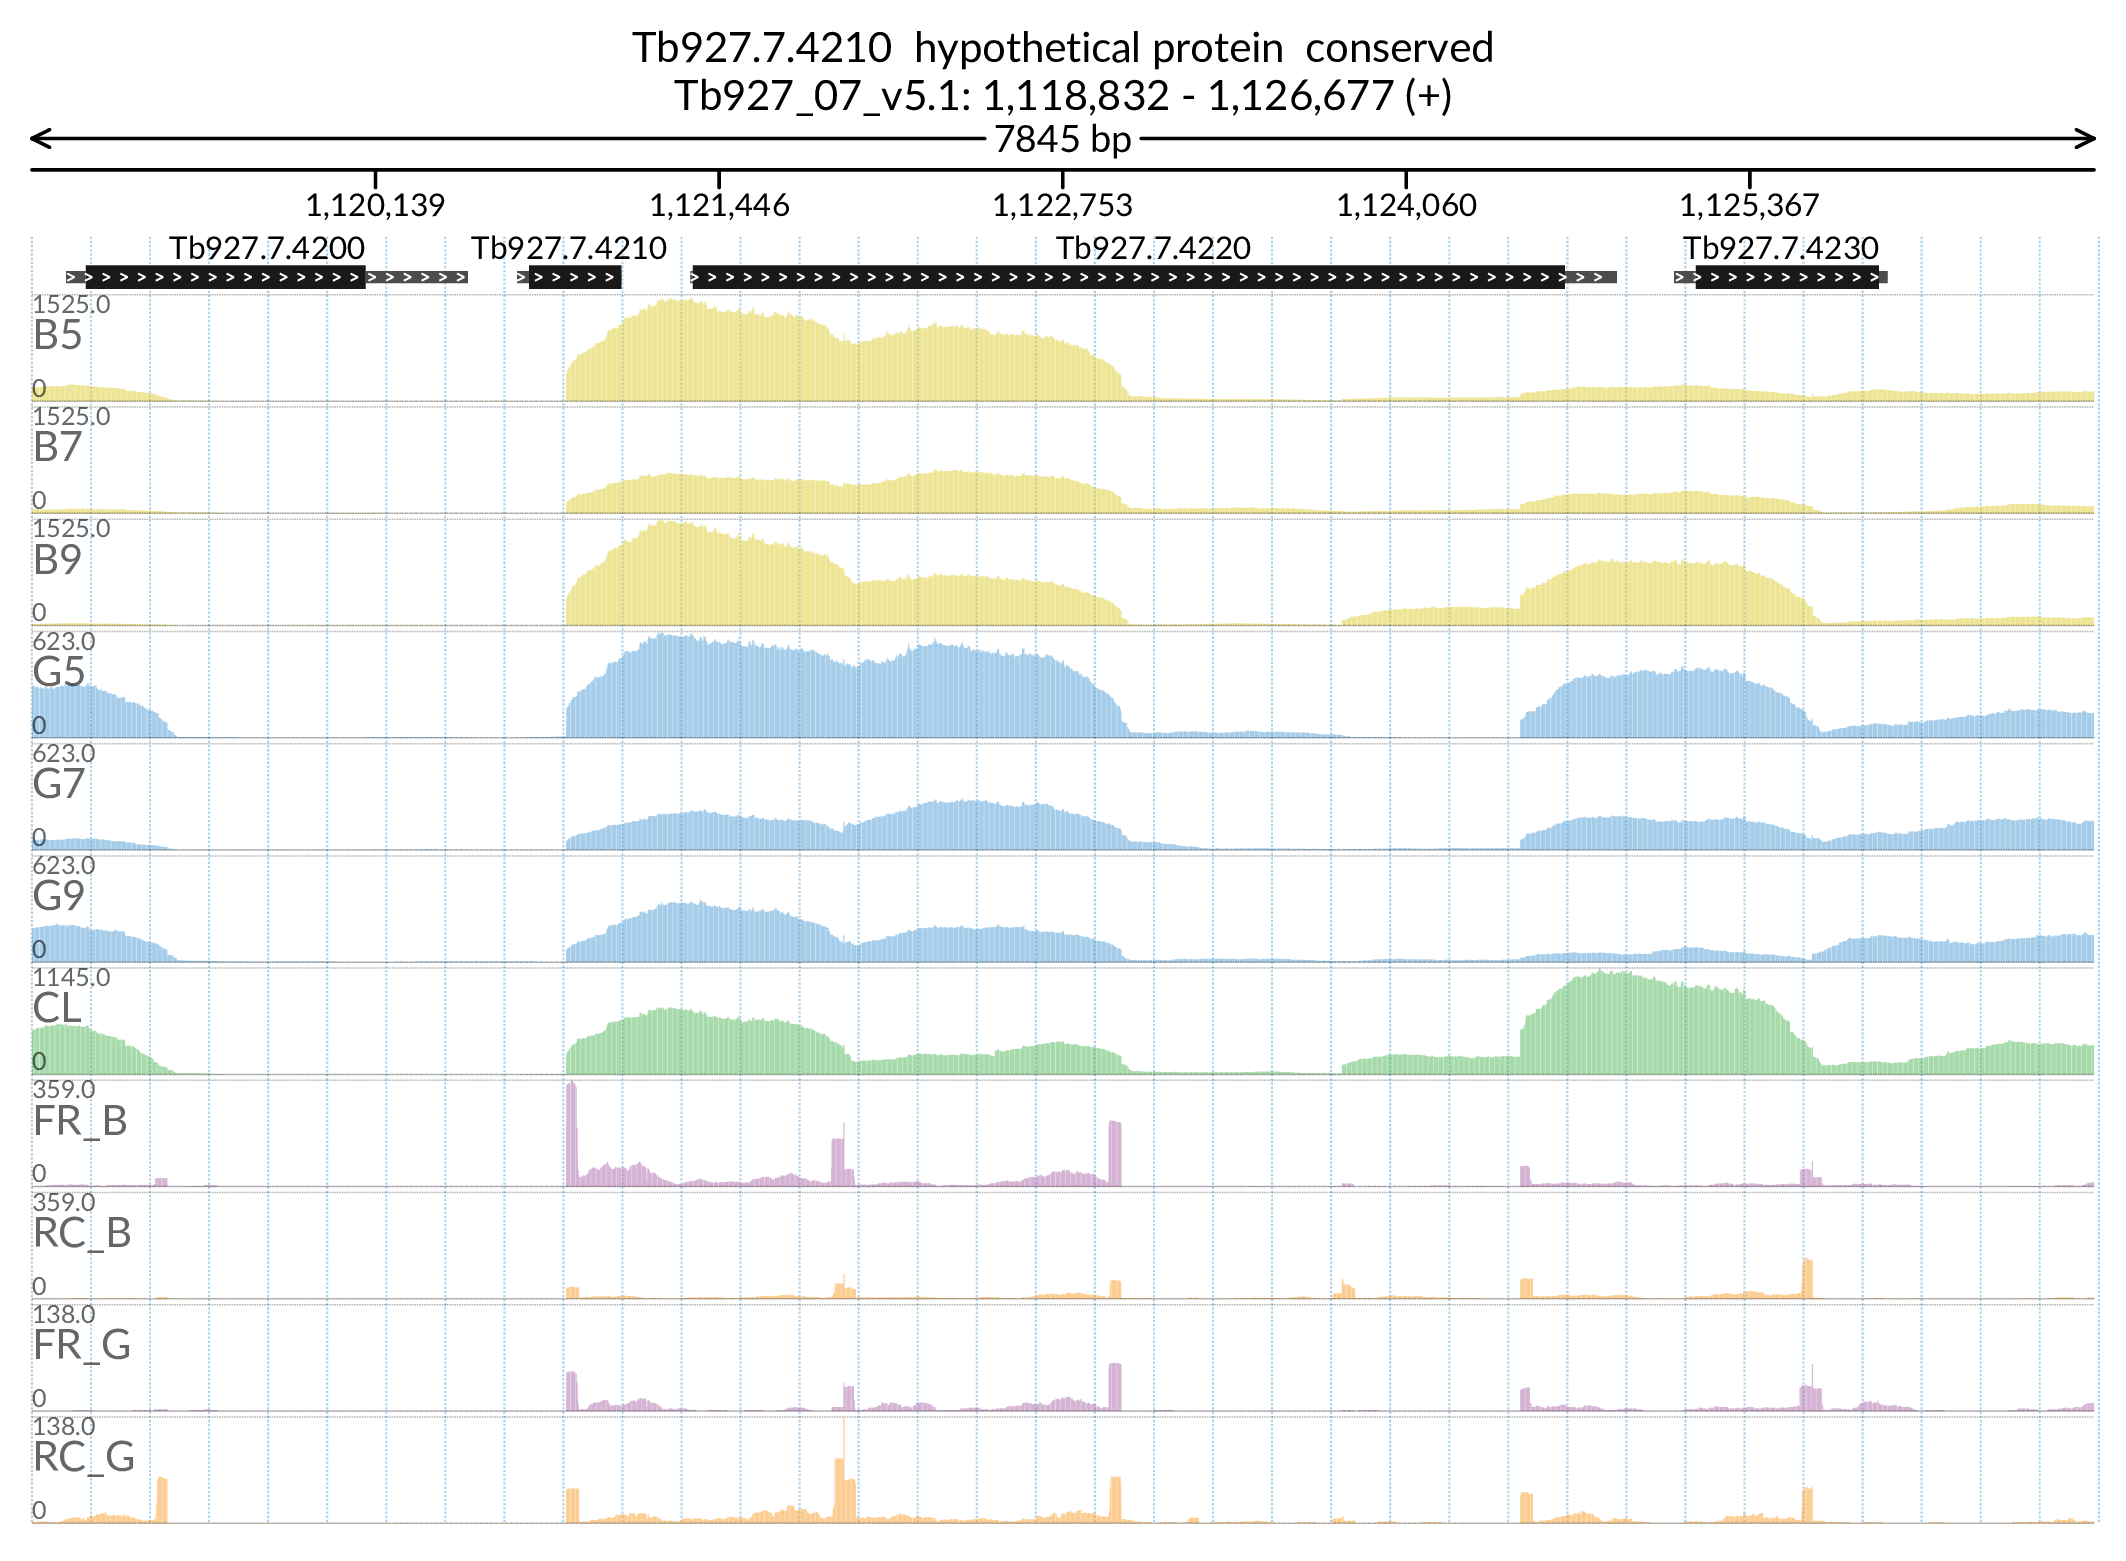 Tb927.7.4210 hypothetical protein conserved
Tb927_07_v5.1: 1,118,832 - 1,126,677 (+)
7845 bp
1,120,139 1,121,446 1,122,753 1,124,060 1,125,367
Tb927.7.4200 Tb927.7.4210 Tb927.7.4220 Tb927.7.4230
1525.0
B5
0
1525.0
B7
0
1525.0
B9
0
623.0
G5
0
623.0
G7
0
623.0
G9
0
1145.0
CL
0
359.0
FR_B
0
359.0
RC_B
0
138.0
FR_G
0
138.0
RC_G
0